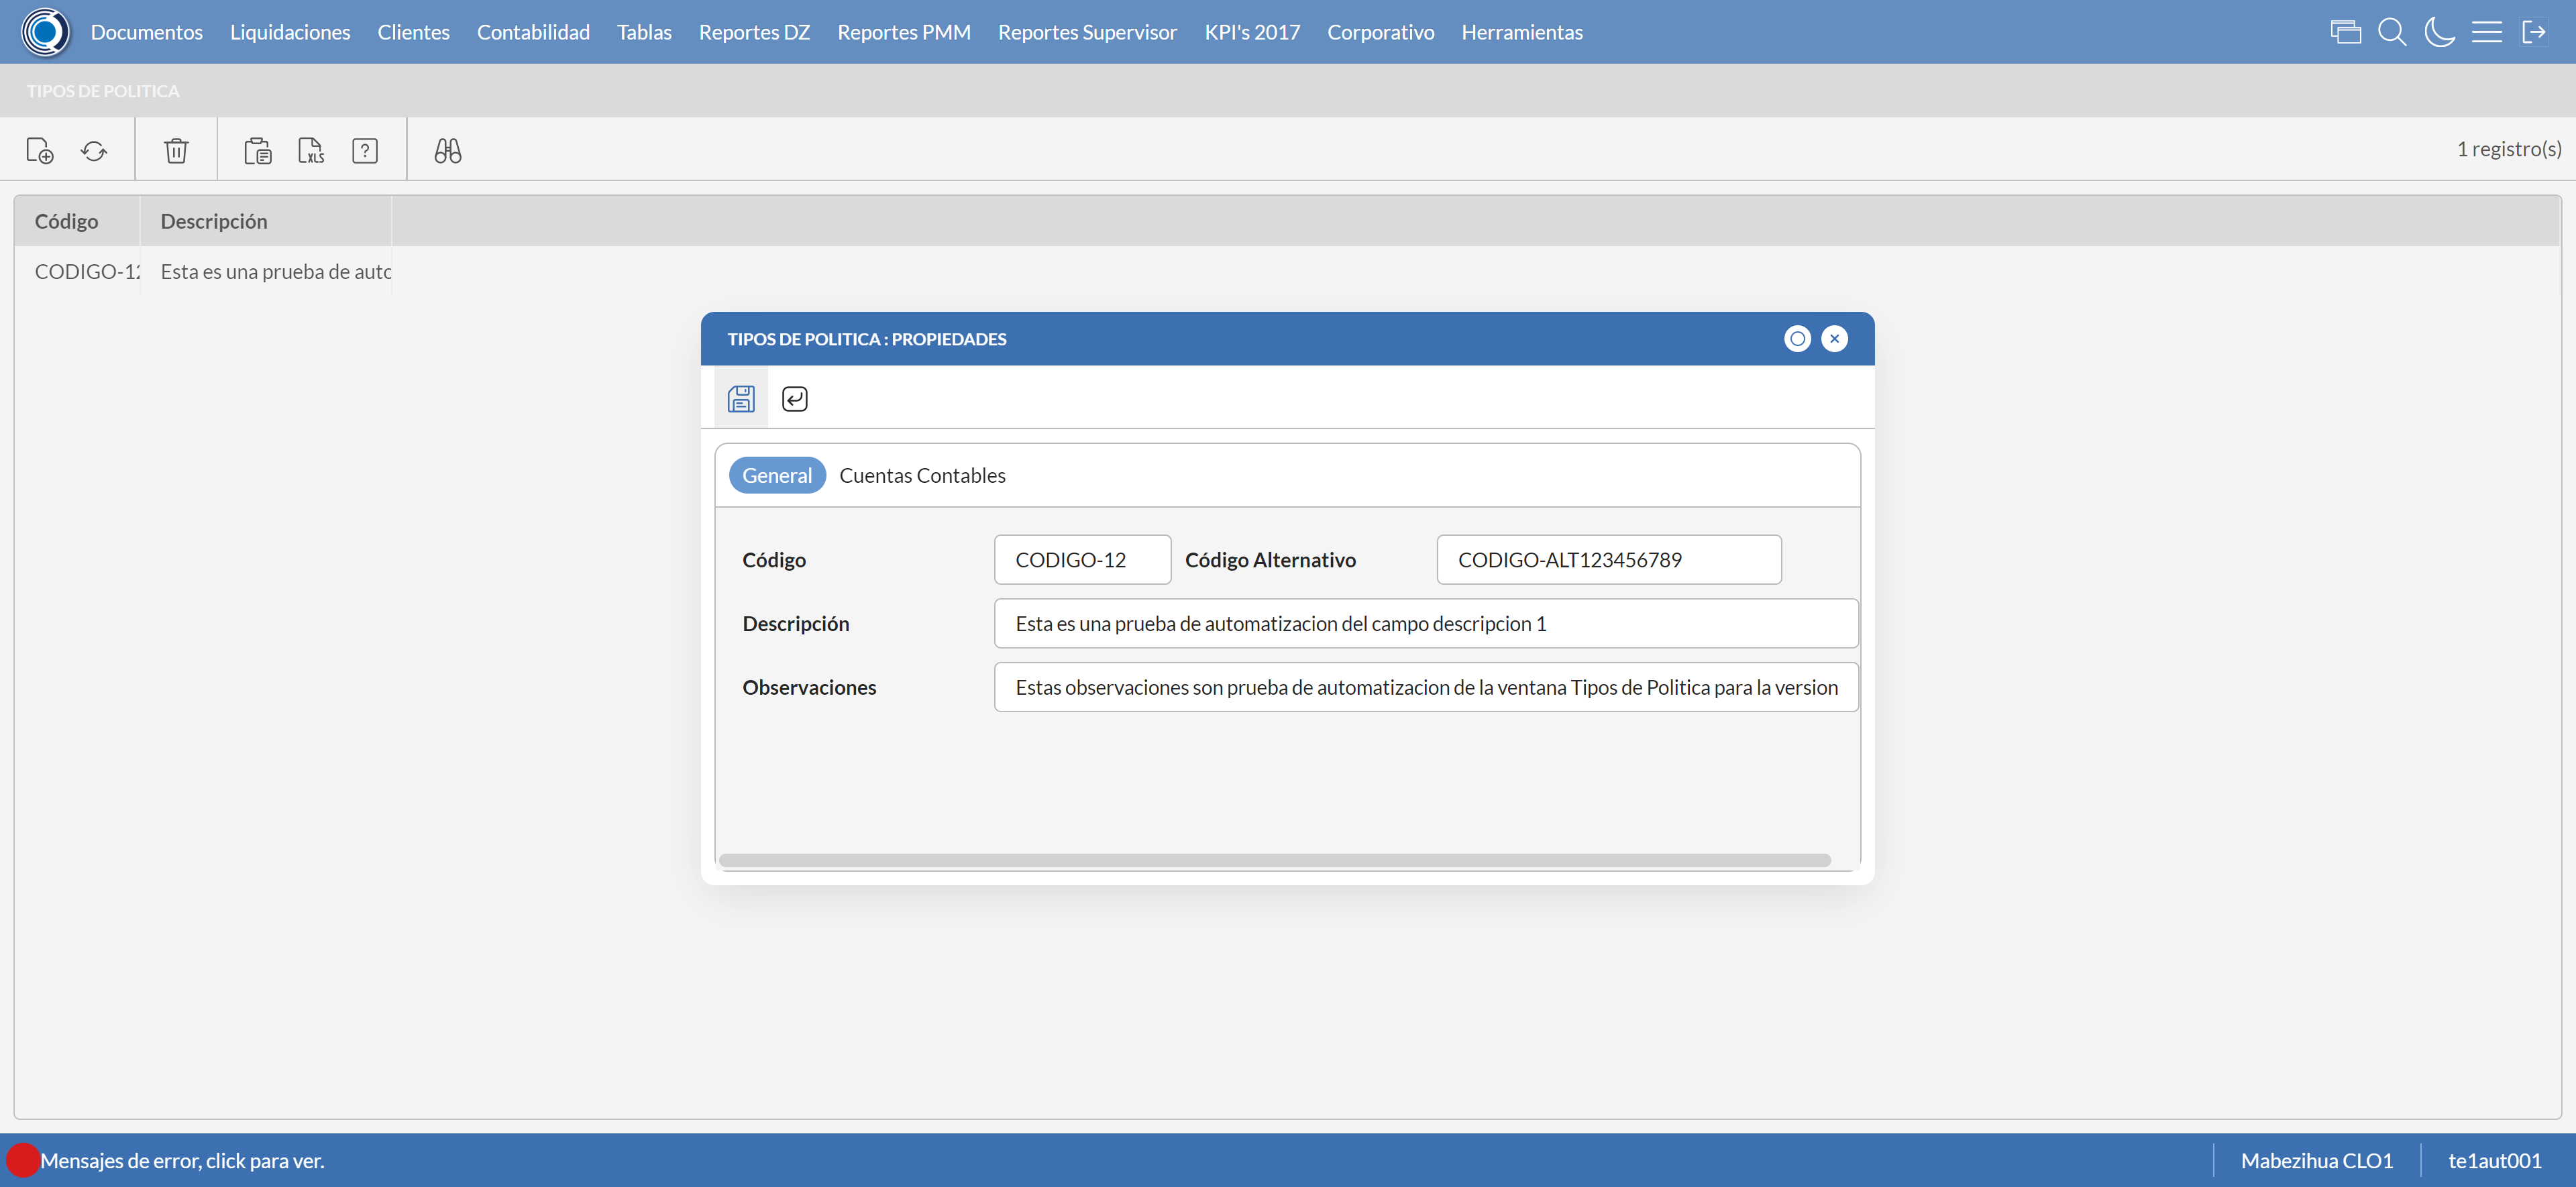 Documentos Liquidaciones Clientes Contabilidad Tablas Reportes DZ Reportes PMM Reportes Supervisor KPI's 2017 Corporativo Herramientas
TIPOS DE POLITICA
XLS ? 1 registro(s)
Código Descripción
CODIGO-12 Esta es una prueba de auto
TIPOS DE POLITICA : PROPIEDADES
General Cuentas Contables
Código CODIGO-12 Código Alternativo CODIGO-ALT123456789
Descripción Esta es una prueba de automatizacion del campo descripcion 1
Observaciones Estas observaciones son prueba de automatizacion de la ventana Tipos de Politica para la version
Mensajes de error, click para ver. Mabezihua CLO1 te1aut001